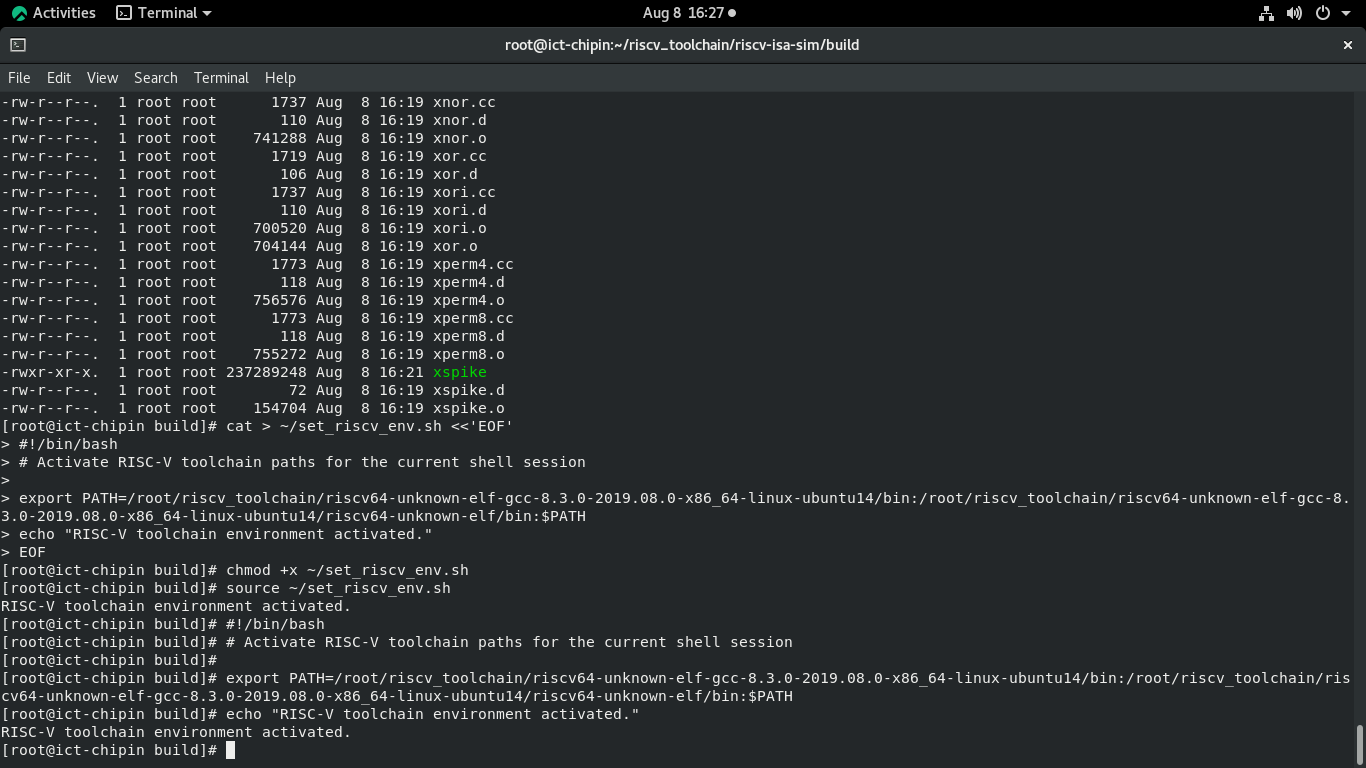 Activities Terminal Aug 8 16:27
root@ict-chipin:~/riscv_toolchain/riscv-isa-sim/build ×
File Edit View Search Terminal Help
-rw-r--r--.  1 root root      1737 Aug  8 16:19 xnor.cc
-rw-r--r--.  1 root root       110 Aug  8 16:19 xnor.d
-rw-r--r--.  1 root root    741288 Aug  8 16:19 xnor.o
-rw-r--r--.  1 root root      1719 Aug  8 16:19 xor.cc
-rw-r--r--.  1 root root       106 Aug  8 16:19 xor.d
-rw-r--r--.  1 root root      1737 Aug  8 16:19 xori.cc
-rw-r--r--.  1 root root       110 Aug  8 16:19 xori.d
-rw-r--r--.  1 root root    700520 Aug  8 16:19 xori.o
-rw-r--r--.  1 root root    704144 Aug  8 16:19 xor.o
-rw-r--r--.  1 root root      1773 Aug  8 16:19 xperm4.cc
-rw-r--r--.  1 root root       118 Aug  8 16:19 xperm4.d
-rw-r--r--.  1 root root    756576 Aug  8 16:19 xperm4.o
-rw-r--r--.  1 root root      1773 Aug  8 16:19 xperm8.cc
-rw-r--r--.  1 root root       118 Aug  8 16:19 xperm8.d
-rw-r--r--.  1 root root    755272 Aug  8 16:19 xperm8.o
-rwxr-xr-x.  1 root root 237289248 Aug  8 16:21 xspike
-rw-r--r--.  1 root root        72 Aug  8 16:19 xspike.d
-rw-r--r--.  1 root root    154704 Aug  8 16:19 xspike.o
[root@ict-chipin build]# cat > ~/set_riscv_env.sh <<'EOF'
> #!/bin/bash
> # Activate RISC-V toolchain paths for the current shell session
>
> export PATH=/root/riscv_toolchain/riscv64-unknown-elf-gcc-8.3.0-2019.08.0-x86_64-linux-ubuntu14/bin:/root/riscv_toolchain/riscv64-unknown-elf-gcc-8.
3.0-2019.08.0-x86_64-linux-ubuntu14/riscv64-unknown-elf/bin:$PATH
> echo "RISC-V toolchain environment activated."
> EOF
[root@ict-chipin build]# chmod +x ~/set_riscv_env.sh
[root@ict-chipin build]# source ~/set_riscv_env.sh
RISC-V toolchain environment activated.
[root@ict-chipin build]# #!/bin/bash
[root@ict-chipin build]# # Activate RISC-V toolchain paths for the current shell session
[root@ict-chipin build]#
[root@ict-chipin build]# export PATH=/root/riscv_toolchain/riscv64-unknown-elf-gcc-8.3.0-2019.08.0-x86_64-linux-ubuntu14/bin:/root/riscv_toolchain/ris
cv64-unknown-elf-gcc-8.3.0-2019.08.0-x86_64-linux-ubuntu14/riscv64-unknown-elf/bin:$PATH
[root@ict-chipin build]# echo "RISC-V toolchain environment activated."
RISC-V toolchain environment activated.
[root@ict-chipin build]#